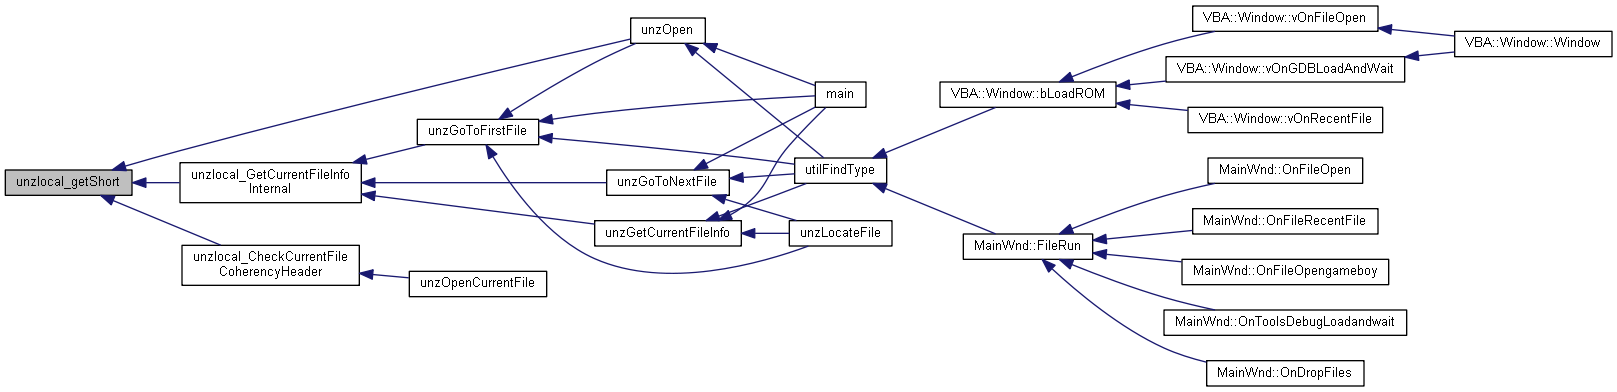 unzlocal_getShort
unzlocal_GetCurrentFileInfo
Internal
unzlocal_CheckCurrentFile
CoherencyHeader
unzGoToFirstFile
unzOpenCurrentFile
unzOpen
unzGoToNextFile
unzGetCurrentFileInfo
main
utilFindType
unzLocateFile
VBA::Window::bLoadROM
MainWnd::FileRun
VBA::Window::vOnFileOpen
VBA::Window::vOnGDBLoadAndWait
VBA::Window::vOnRecentFile
MainWnd::OnFileOpen
MainWnd::OnFileRecentFile
MainWnd::OnFileOpengameboy
MainWnd::OnToolsDebugLoadandwait
MainWnd::OnDropFiles
VBA::Window::Window